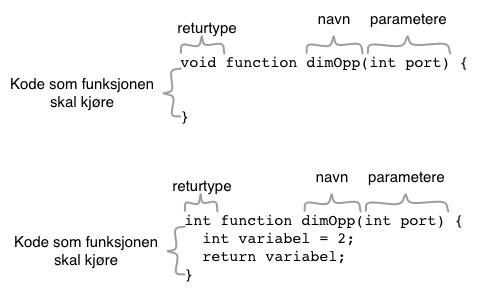 returtype navn parametere
void function dimOpp(int port) {
Kode som funksjonen
skal kjøre
}
returtype navn parametere
int function dimOpp(int port) {
Kode som funksjonen
skal kjøre
int variabel = 2;
return variabel;
}